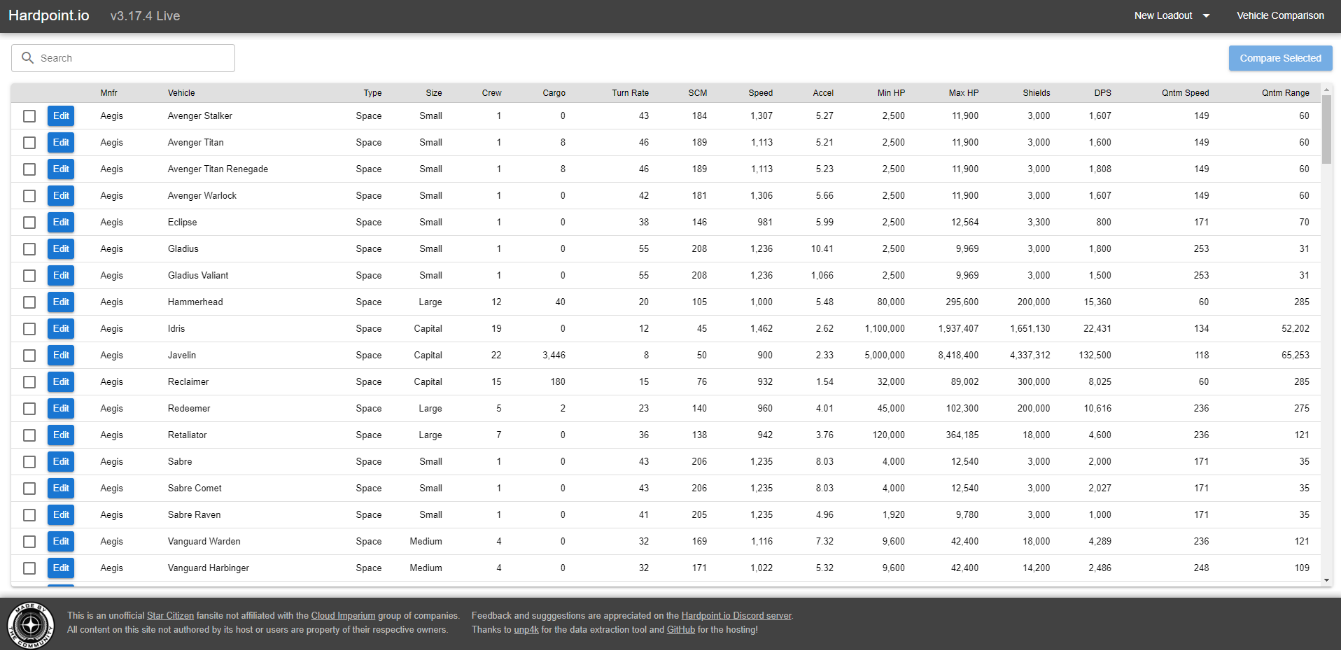 Hardpoint.io v3.17.4 Live New Loadout Vehicle Comparison
Search Compare Selected
Mnfr Vehicle Type Size Crew Cargo Turn Rate SCM Speed Accel Min HP Max HP Shields DPS Qntm Speed Qntm Range
Edit Aegis Avenger Stalker Space Small 1 0 43 184 1,307 5.27 2,500 11,900 3,000 1,607 149 60
Edit Aegis Avenger Titan Space Small 1 8 46 189 1,113 5.21 2,500 11,900 3,000 1,600 149 60
Edit Aegis Avenger Titan Renegade Space Small 1 8 46 189 1,113 5.23 2,500 11,900 3,000 1,808 149 60
Edit Aegis Avenger Warlock Space Small 1 0 42 181 1,306 5.66 2,500 11,900 3,000 1,607 149 60
Edit Aegis Eclipse Space Small 1 0 38 146 981 5.99 2,500 12,564 3,300 800 171 70
Edit Aegis Gladius Space Small 1 0 55 208 1,236 10.41 2,500 9,969 3,000 1,800 253 31
Edit Aegis Gladius Valiant Space Small 1 0 55 208 1,236 1,066 2,500 9,969 3,000 1,500 253 31
Edit Aegis Hammerhead Space Large 12 40 20 105 1,000 5.48 80,000 295,600 200,000 15,360 60 285
Edit Aegis Idris Space Capital 19 0 12 45 1,462 2.62 1,100,000 1,937,407 1,651,130 22,431 134 52,202
Edit Aegis Javelin Space Capital 22 3,446 8 50 900 2.33 5,000,000 8,418,400 4,337,312 132,500 118 65,253
Edit Aegis Reclaimer Space Capital 15 180 15 76 932 1.54 32,000 89,002 300,000 8,025 60 285
Edit Aegis Redeemer Space Large 5 2 23 140 960 4.01 45,000 102,300 200,000 10,616 236 275
Edit Aegis Retaliator Space Large 7 0 36 138 942 3.76 120,000 364,185 18,000 4,600 236 121
Edit Aegis Sabre Space Small 1 0 43 206 1,235 8.03 4,000 12,540 3,000 2,000 171 35
Edit Aegis Sabre Comet Space Small 1 0 43 206 1,235 8.03 4,000 12,540 3,000 2,027 171 35
Edit Aegis Sabre Raven Space Small 1 0 41 205 1,235 4.96 1,920 9,780 3,000 1,000 171 35
Edit Aegis Vanguard Warden Space Medium 4 0 32 169 1,116 7.32 9,600 42,400 18,000 4,289 236 121
Edit Aegis Vanguard Harbinger Space Medium 4 0 32 171 1,022 5.32 9,600 42,400 14,200 2,486 248 109
MADE BY THE COMMUNITY
This is an unofficial Star Citizen fansite not affiliated with the Cloud Imperium group of companies. Feedback and sugggestions are appreciated on the Hardpoint.io Discord server.
All content on this site not authored by its host or users are property of their respective owners. Thanks to unp4k for the data extraction tool and GitHub for the hosting!